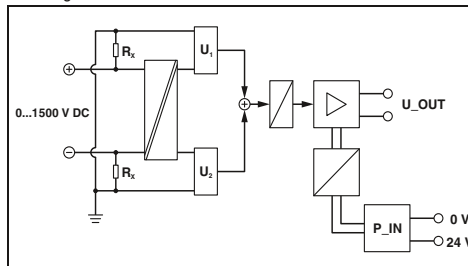 Rx
U1
0...1500 V DC
U_OUT
Rx
U2
P_IN
0 V
24 V